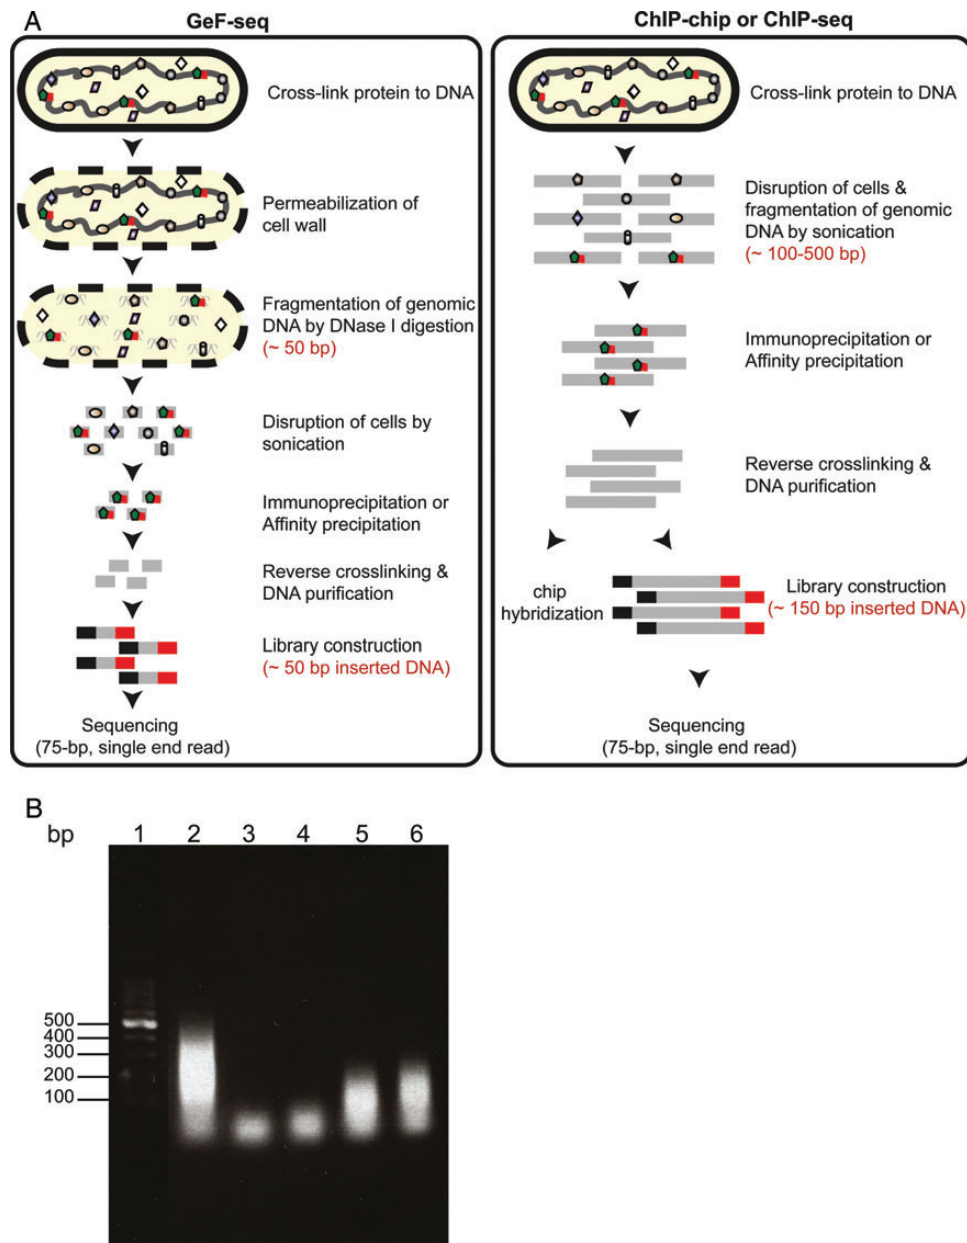 A
GeF-seq
Cross-link protein to DNA
Permeabilization of
cell wall
Fragmentation of genomic
DNA by DNase I digestion
(~ 50 bp)
Disruption of cells by
sonication
Immunoprecipitation or
Affinity precipitation
Reverse crosslinking &
DNA purification
Library construction
(~ 50 bp inserted DNA)
Sequencing
(75-bp, single end read)
ChIP-chip or ChIP-seq
Cross-link protein to DNA
Disruption of cells &
fragmentation of genomic
DNA by sonication
(~ 100-500 bp)
Immunoprecipitation or
Affinity precipitation
Reverse crosslinking &
DNA purification
chip
hybridization
Library construction
(~ 150 bp inserted DNA)
Sequencing
(75-bp, single end read)
B
bp 1 2 3 4 5 6
500
400
300
200
100